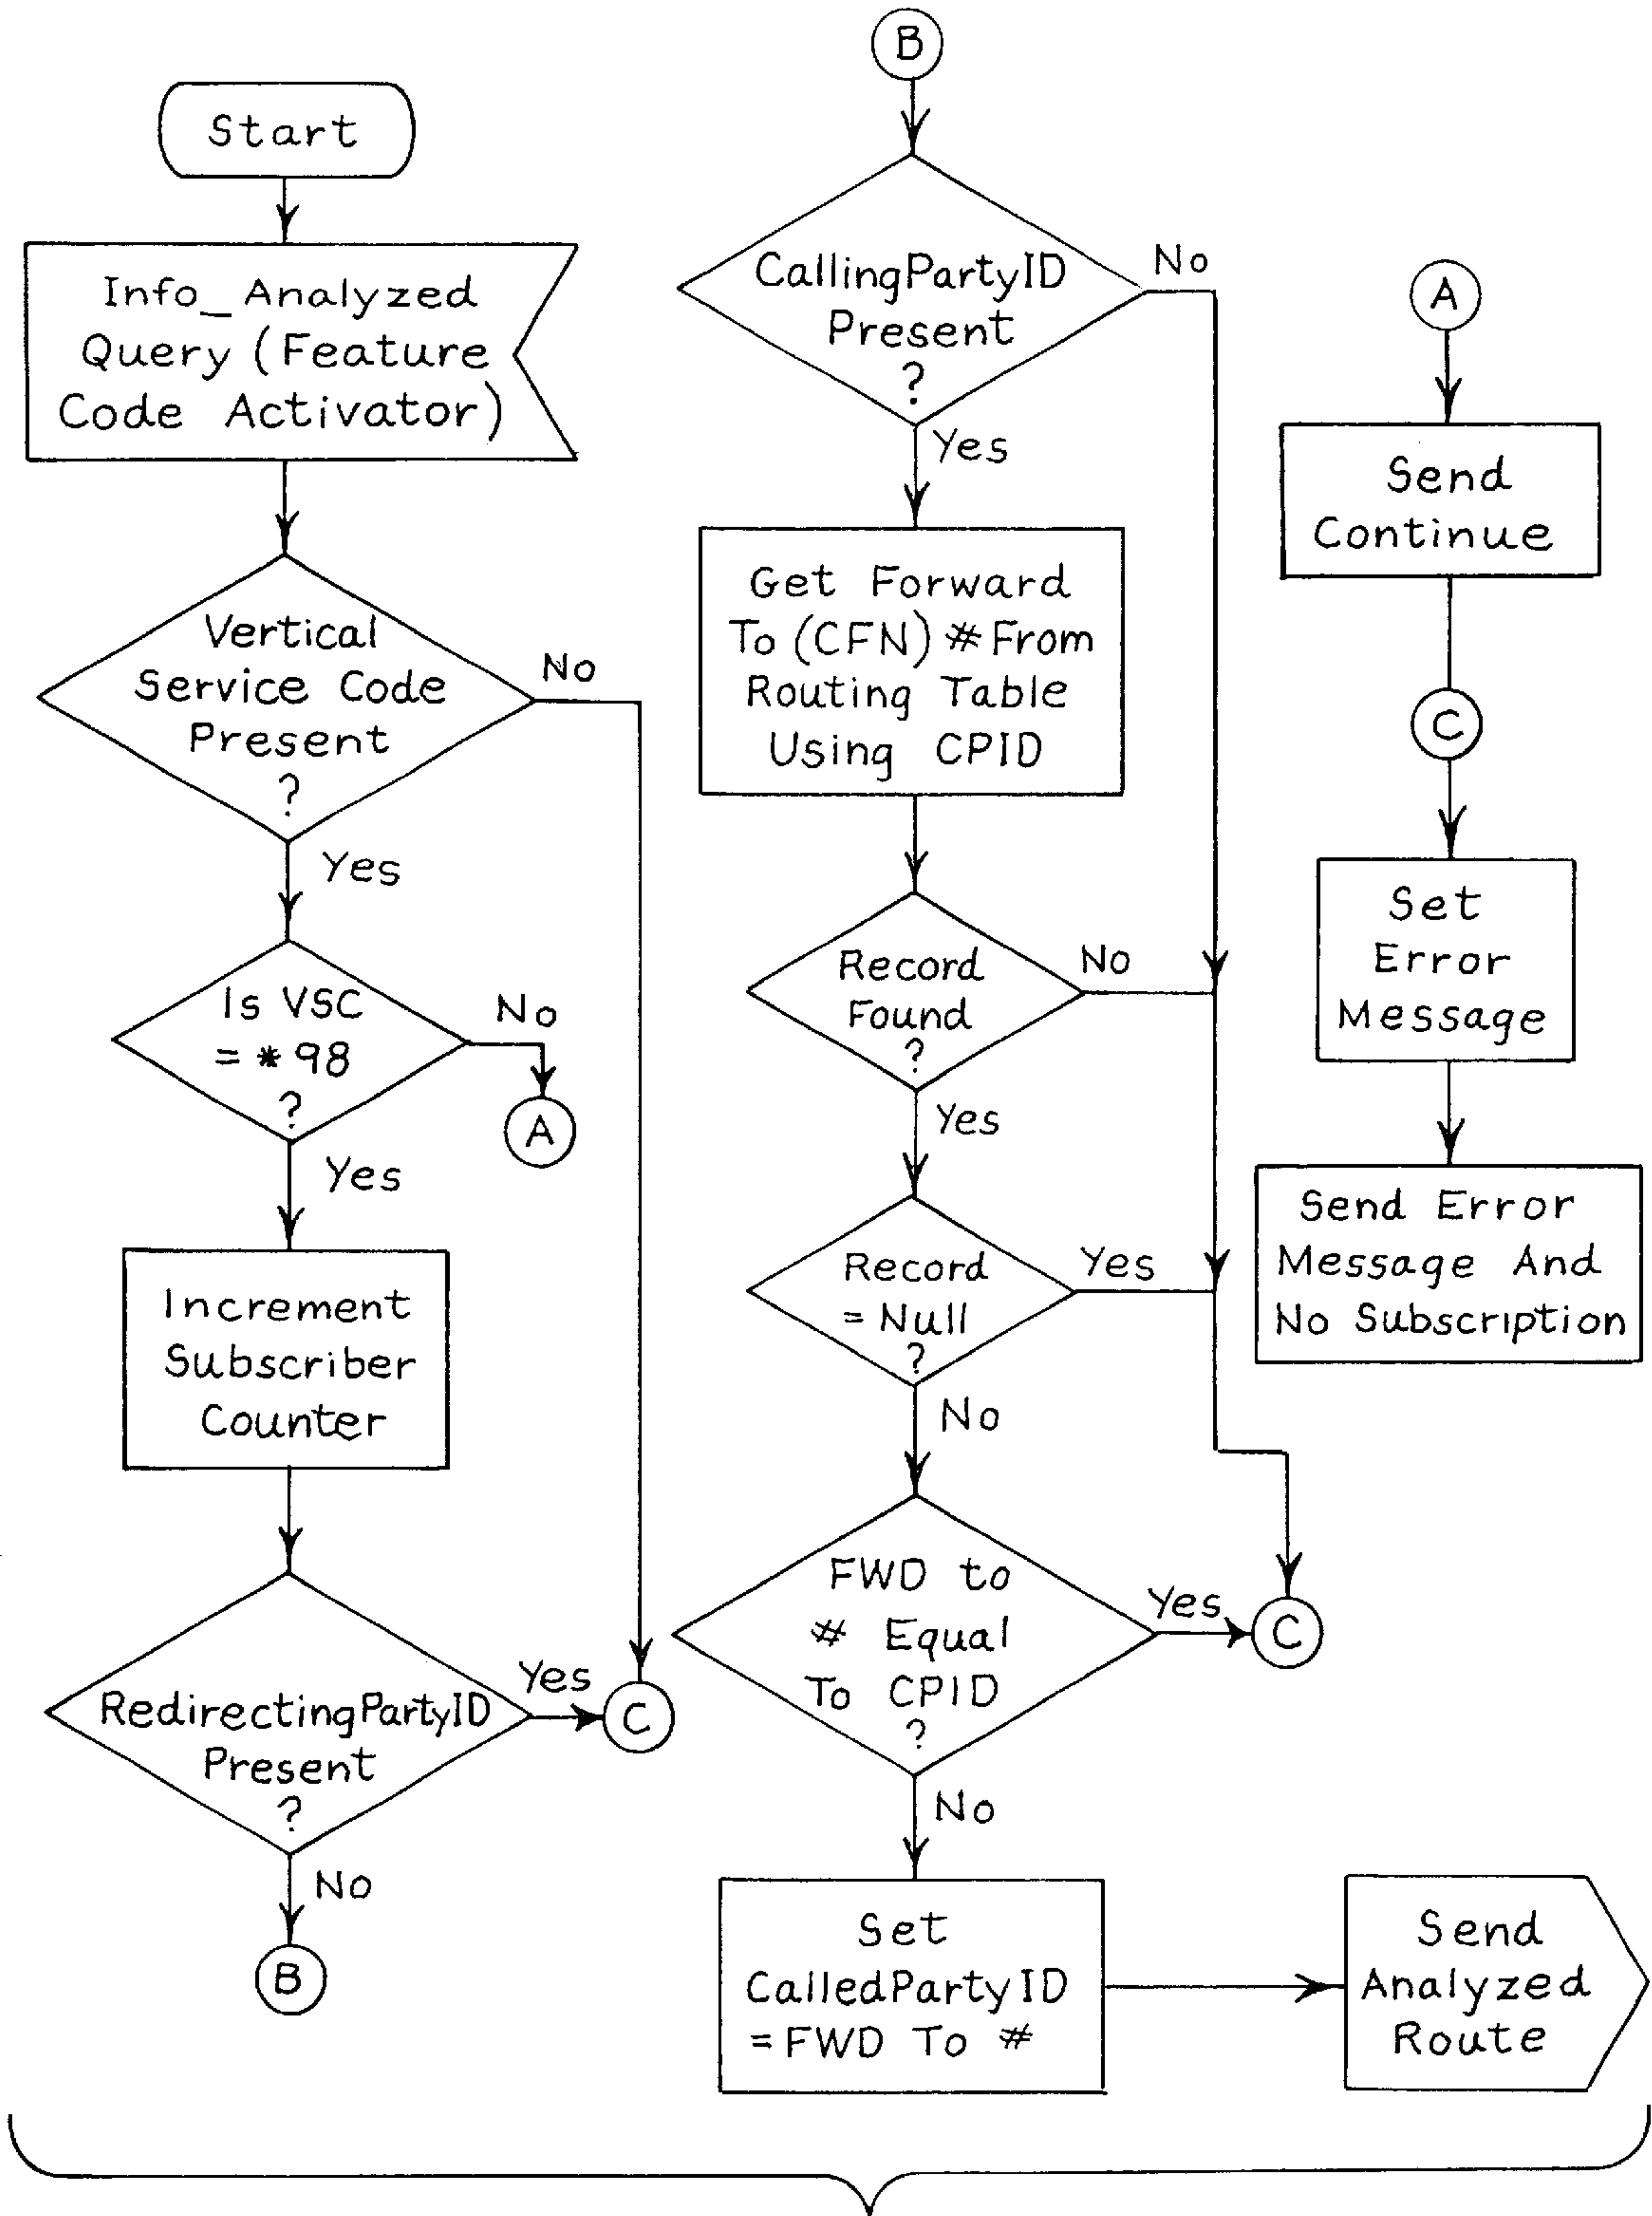 Start
Info_Analyzed
Query (Feature
Code Activator)
Vertical
Service Code
Present
?
No
Yes
Is VSC
= * 98
?
No
A
Yes
Increment
Subscriber
Counter
RedirectingPartyID
Present
?
Yes
C
No
B
B
CallingPartyID
Present
?
No
Yes
Get Forward
To (CFN) # From
Routing Table
Using CPID
Record
Found
?
No
Yes
Record
= Null
?
Yes
No
FWD to
# Equal
To CPID
?
Yes
C
No
Set
CalledPartyID
= FWD To #
Send
Analyzed
Route
A
Send
Continue
C
Set
Error
Message
Send Error
Message And
No Subscription